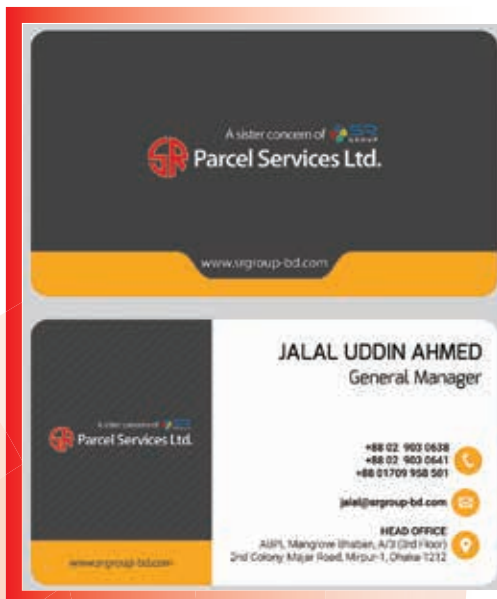 A sister concern of SR GROUP
SR Parcel Services Ltd.
www.srgroup-bd.com
JALAL UDDIN AHMED
General Manager
A sister concern of SR
SR Parcel Services Ltd.
+88 02 903 0638
+88 02 903 0641
+88 01709 958 501
jalal@srgroup-bd.com
HEAD OFFICE
Mangrove Bhaban, A/3 (3rd Floor)
2nd Colony Majar Road, Mirpur-1, Dhaka-1212
www.srgroup-bd.com